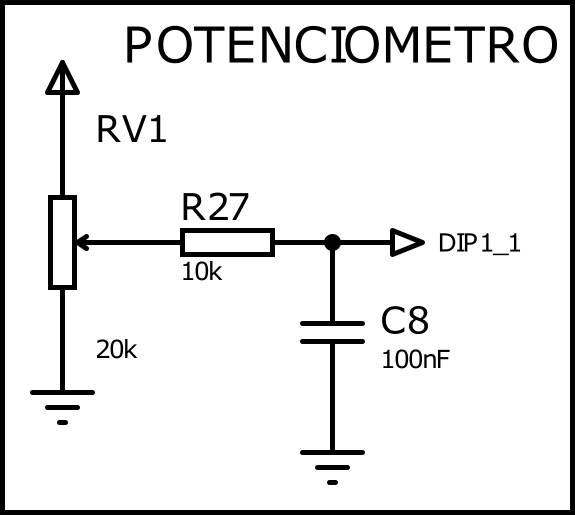 POTENCIOMETRO
RV1
R27
10k
DIP1_1
20k
C8
100nF